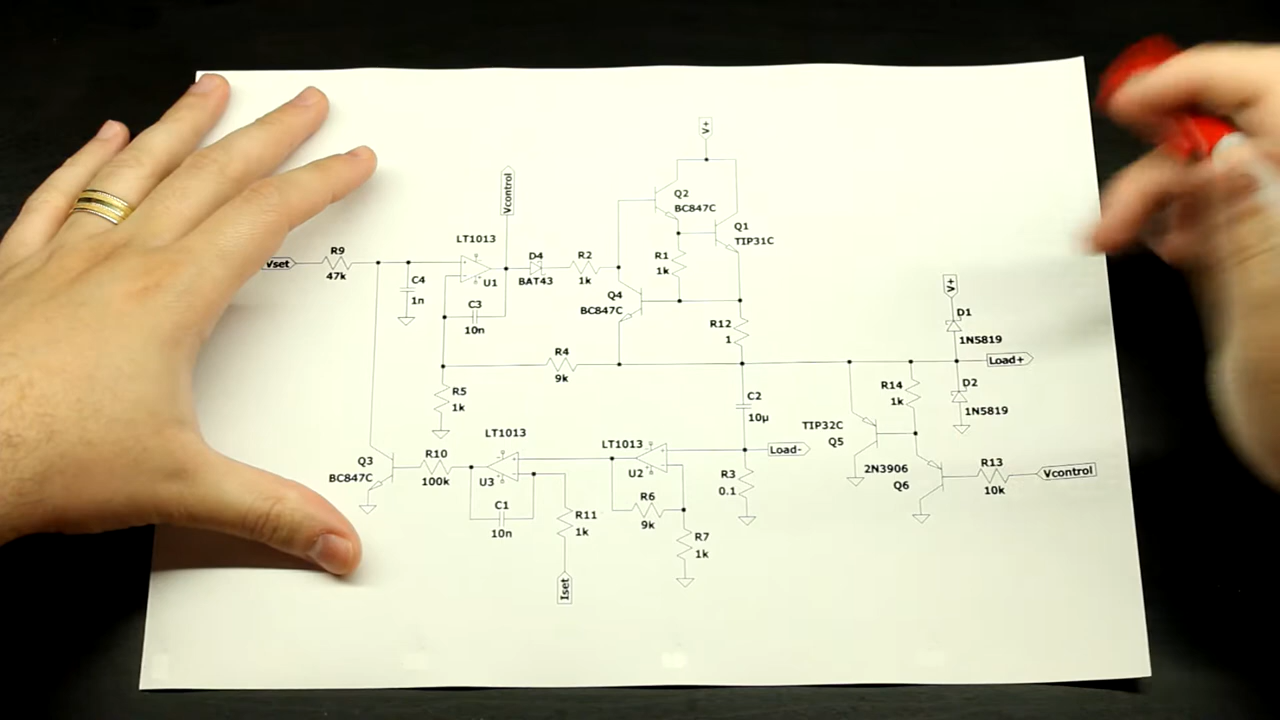 V+
Vcontrol
Q2
BC847C
Q1
TIP31C
LT1013
R9
47k
Vset
U1
D4
BAT43
R2
1k
R1
1k
C4
1n
C3
10n
Q4
BC847C
R12
1
V+
D1
1N5819
Load+
R4
9k
R5
1k
C2
10µ
R14
1k
D2
1N5819
TIP32C
Q5
LT1013
LT1013
Load-
Q3
BC847C
R10
100k
U3
U2
R3
0.1
2N3906
Q6
R13
10k
Vcontrol
C1
10n
R11
1k
R6
9k
R7
1k
Iset